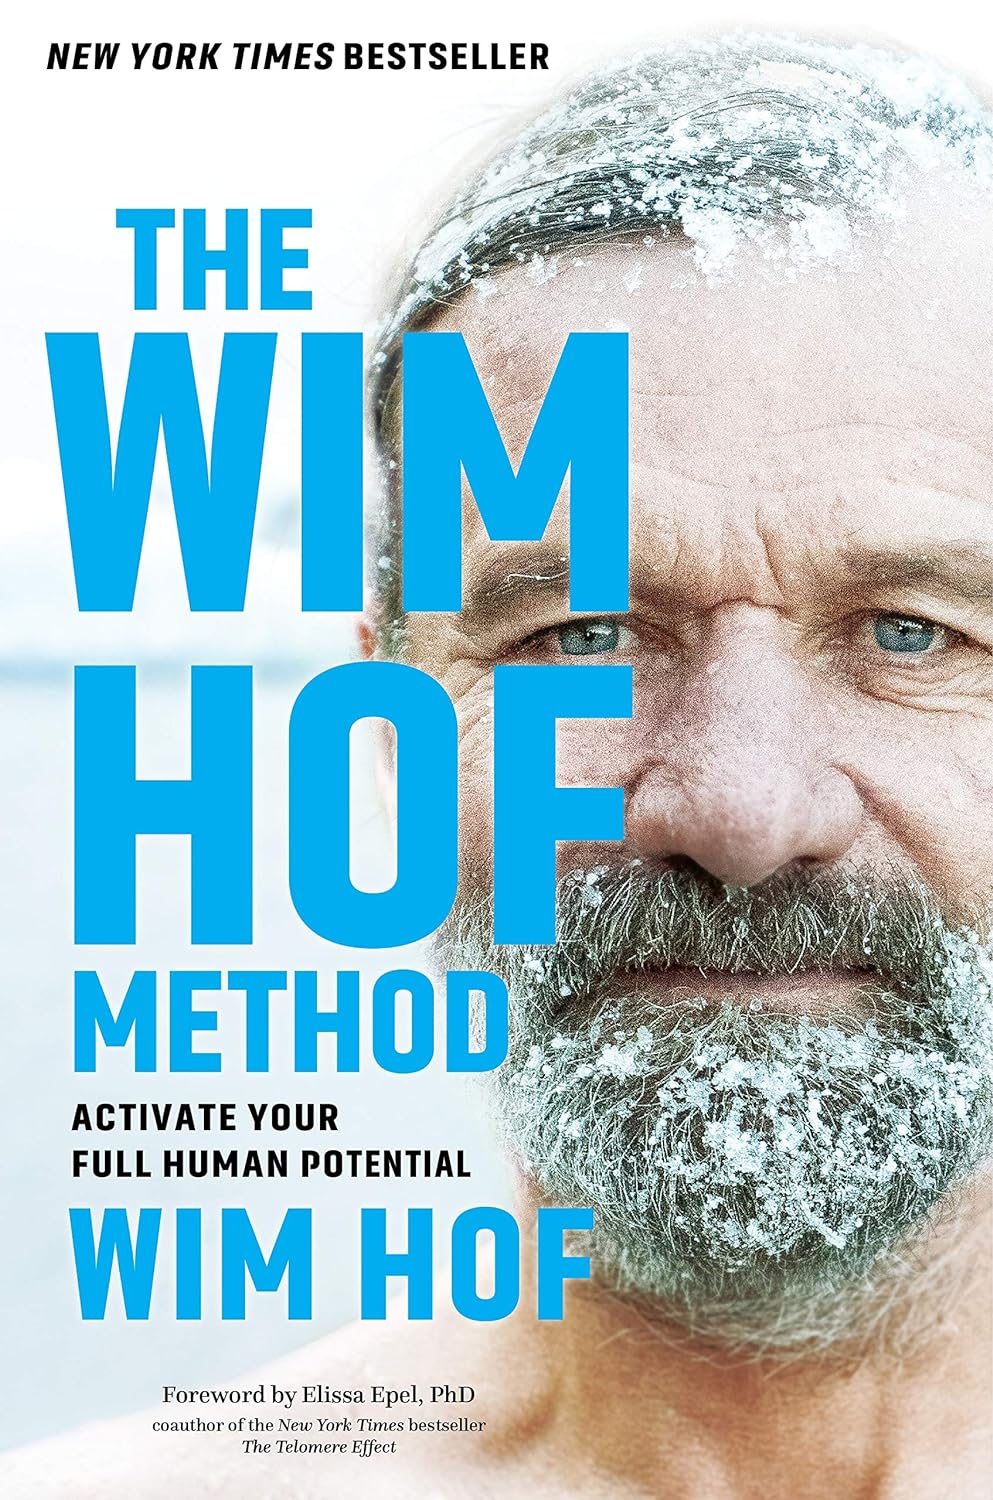 NEW YORK TIMES BESTSELLER
THE
WIM
HOF
METHOD
ACTIVATE YOUR
FULL HUMAN POTENTIAL
WIM HOF
Foreword by Elissa Epel, PhD
coauthor of the New York Times bestseller
The Telomere Effect